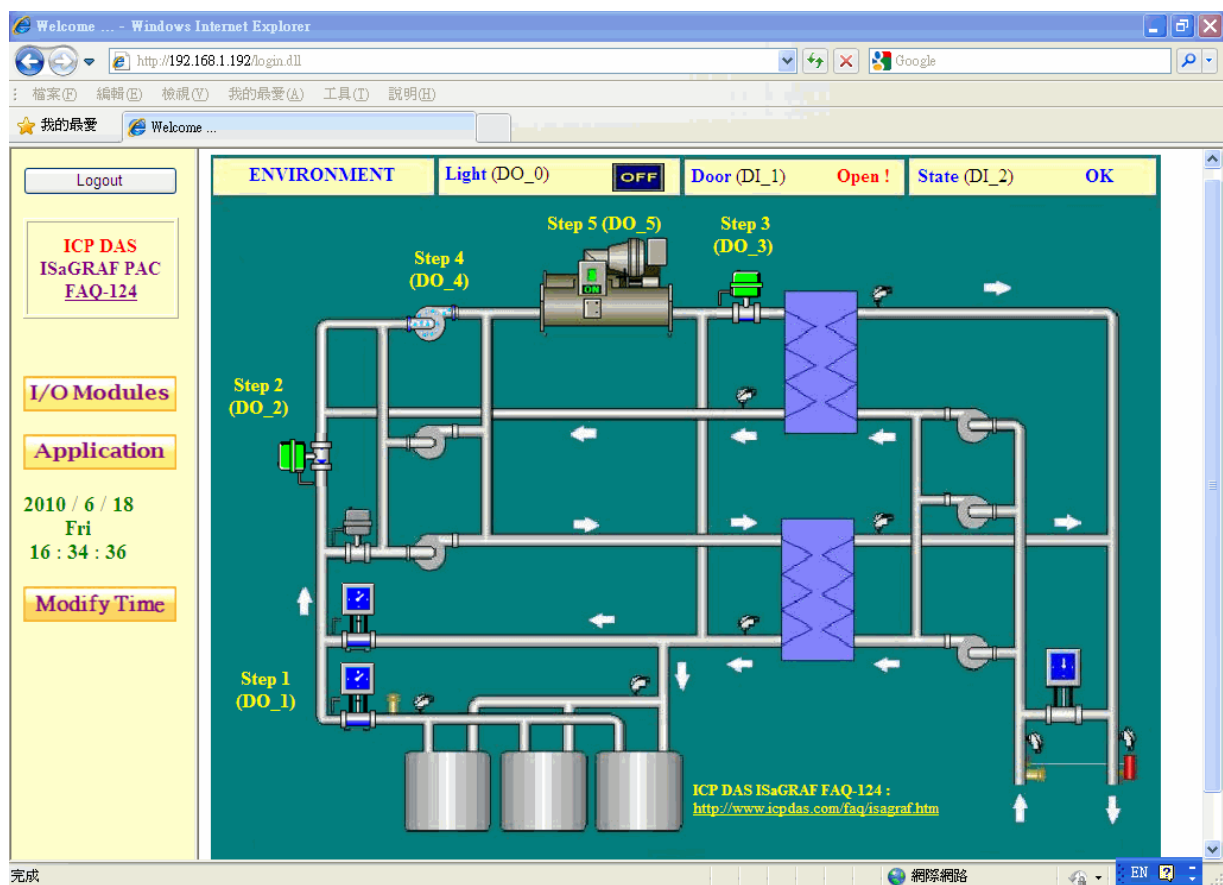 Welcome ... - Windows Internet Explorer
http://192.168.1.192/login.dll
Google
檔案(F) 編輯(E) 檢視(V) 我的最愛(A) 工具(T) 說明(H)
我的最愛 Welcome ...
Logout
ICP DAS
ISaGRAF PAC
FAQ-124
I/O Modules
Application
2010 / 6 / 18
Fri
16 : 34 : 36
Modify Time
ENVIRONMENT Light (DO_0) OFF Door (DI_1) Open ! State (DI_2) OK
Step 5 (DO_5)
Step 3
(DO_3)
Step 4
(DO_4)
ON
Step 2
(DO_2)
Step 1
(DO_1)
ICP DAS ISaGRAF FAQ-124 :
http://www.icpdas.com/faq/isagraf.htm
完成 網際網路 EN